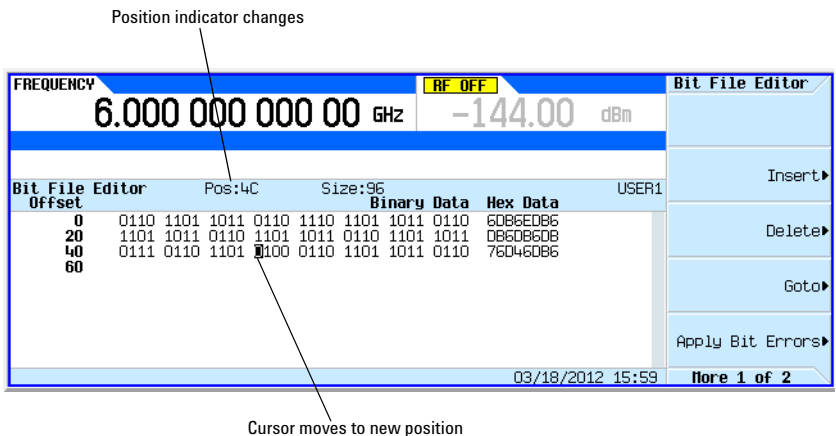 Position indicator changes
FREQUENCY RF OFF Bit File Editor
6.000 000 000 00 GHz -144.00 dBm
Insert
Bit File Editor Pos:4C Size:96 USER1
Offset Binary Data Hex Data
0 0110 1101 1011 0110 1110 1101 1011 0110 6DB6EDB6
Delete
20 1101 1011 0110 1101 1011 0110 1101 1011 DB6DB6DB
40 0111 0110 1101 0100 0110 1101 1011 0110 76D46DB6
60
Goto
Apply Bit Errors
03/18/2012 15:59 More 1 of 2
Cursor moves to new position